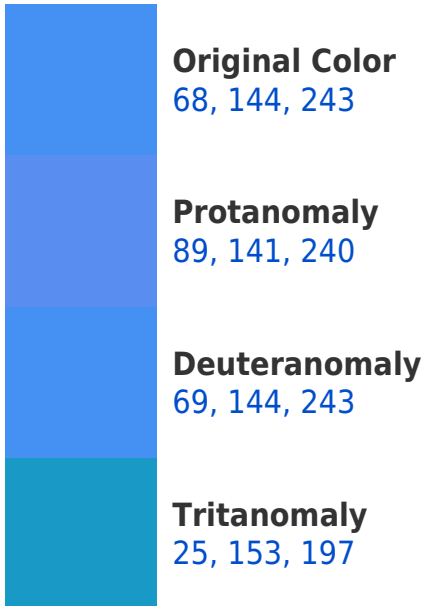 Original Color
68, 144, 243
Protanomaly
89, 141, 240
Deuteranomaly
69, 144, 243
Tritanomaly
25, 153, 197